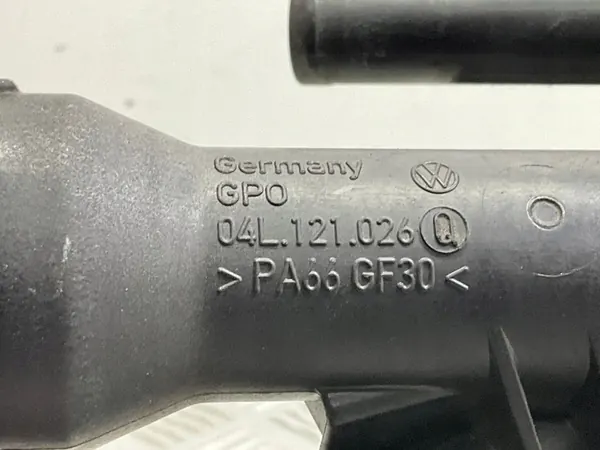 Germany
GPO
04L.121.026 Q
>PA66 GF30<